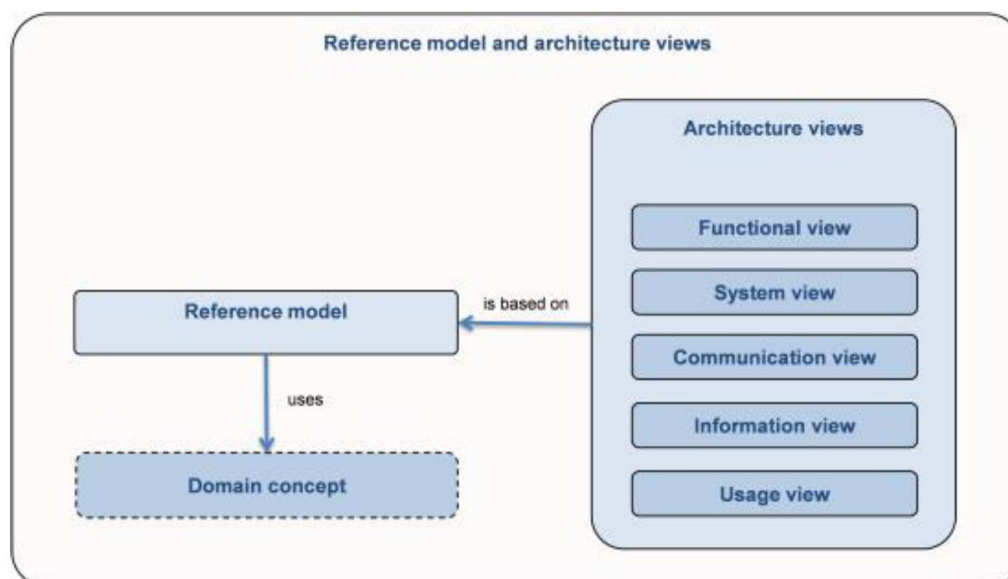 Reference model and architecture views
Architecture views
Functional view
System view
Reference model
is based on
Communication view
uses
Information view
Domain concept
Usage view